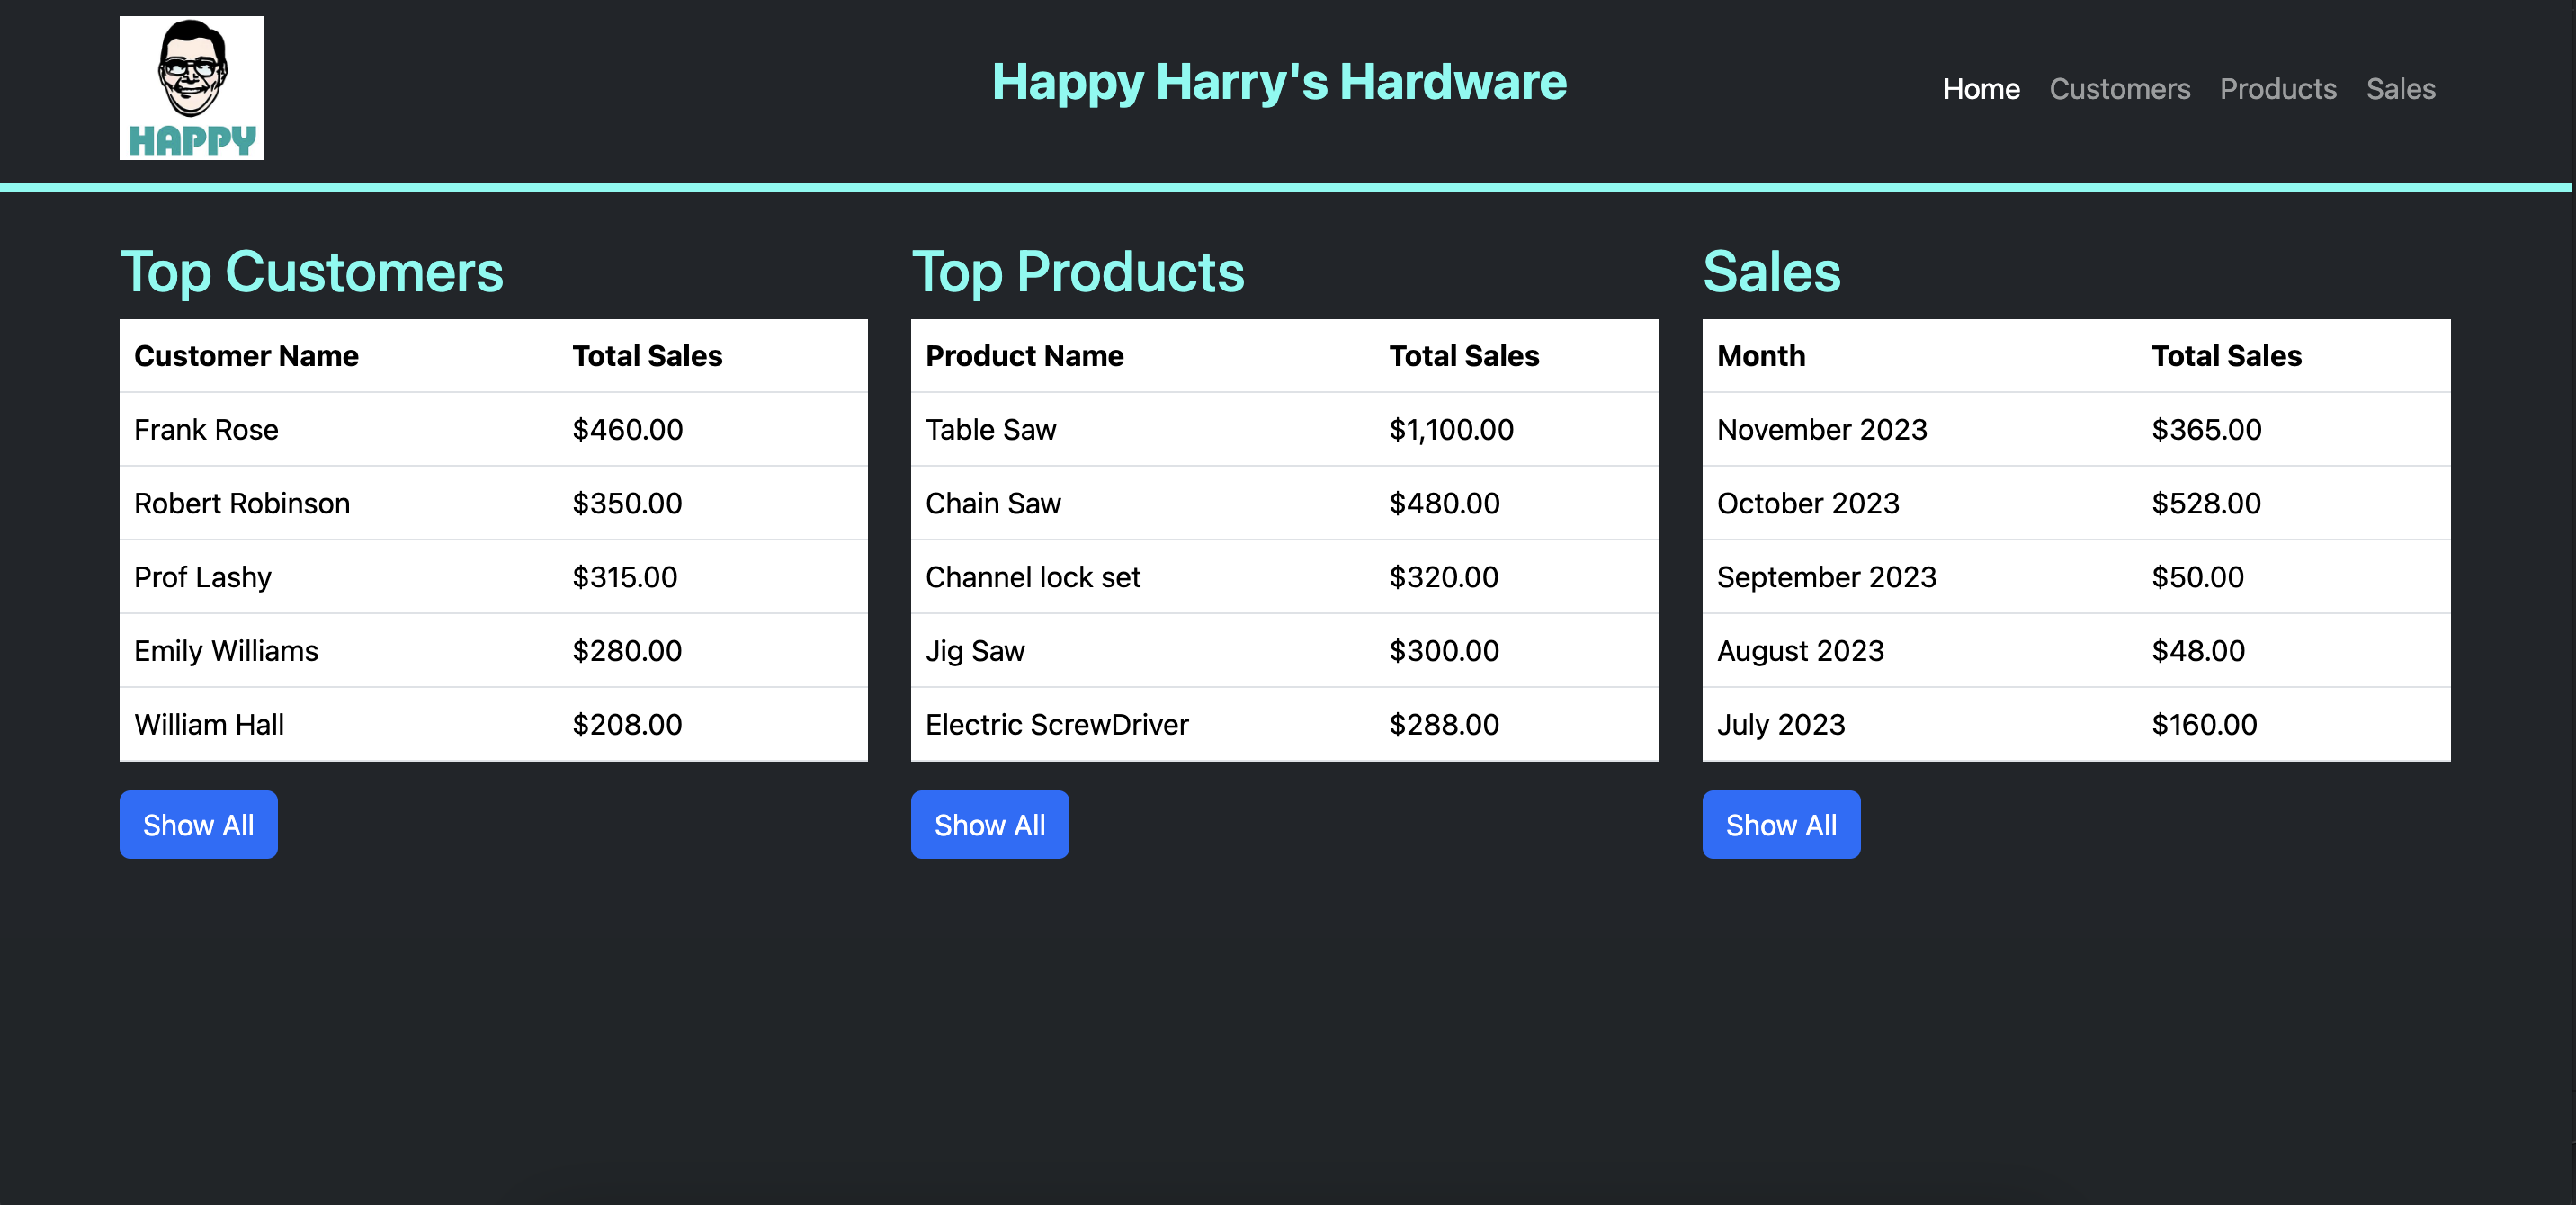 HAPPY
Happy Harry's Hardware
Home Customers Products Sales
Top Customers
Customer Name Total Sales
Frank Rose $460.00
Robert Robinson $350.00
Prof Lashy $315.00
Emily Williams $280.00
William Hall $208.00
Show All
Top Products
Product Name Total Sales
Table Saw $1,100.00
Chain Saw $480.00
Channel lock set $320.00
Jig Saw $300.00
Electric ScrewDriver $288.00
Show All
Sales
Month Total Sales
November 2023 $365.00
October 2023 $528.00
September 2023 $50.00
August 2023 $48.00
July 2023 $160.00
Show All